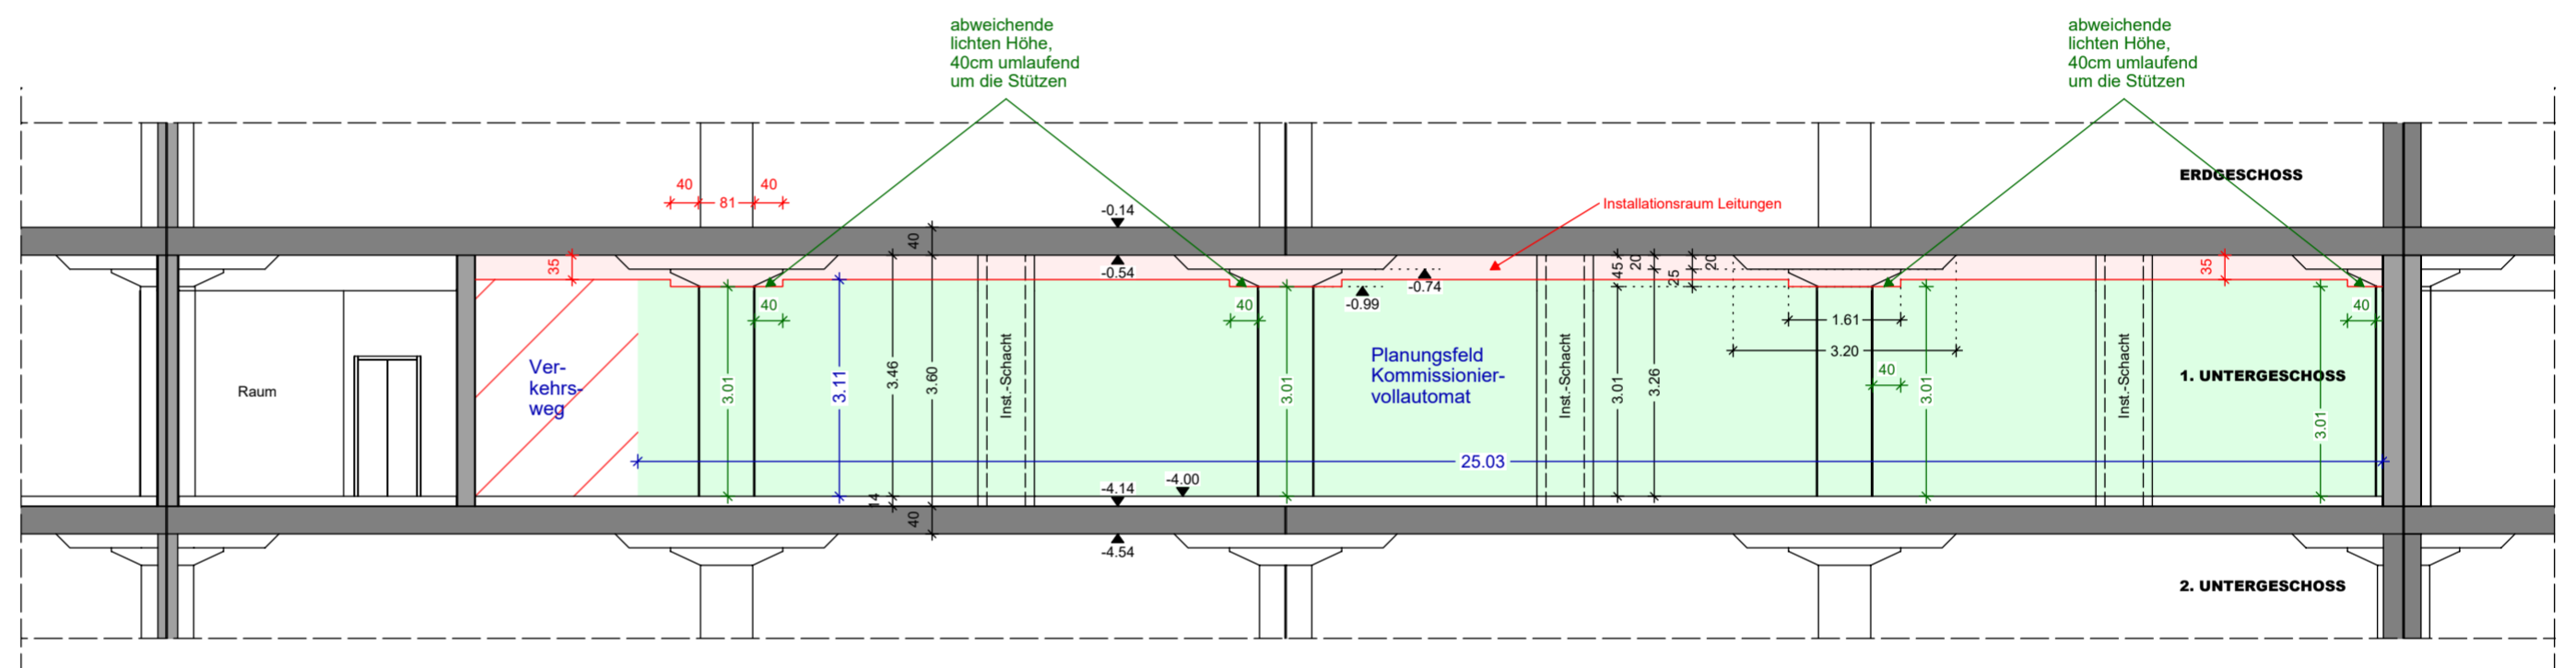 abweichende
lichten Höhe,
40cm umlaufend
um die Stützen
abweichende
lichten Höhe,
40cm umlaufend
um die Stützen
ERDGESCHOSS
40
40
81
Installationsraum Leitungen
-0.14
40
-0.54
35
45
20
25
20
-0.74
-0.99
35
40
40
40
1.61
3.20
40
Raum
Ver-
kehrs-
weg
3.01
3.11
3.46
3.60
Inst.-Schacht
3.01
Planungsfeld
Kommissionier-
vollautomat
Inst.-Schacht
3.01
3.26
3.01
Inst.-Schacht
1. UNTERGESCHOSS
3.01
25.03
14
-4.14
-4.00
40
-4.54
2. UNTERGESCHOSS